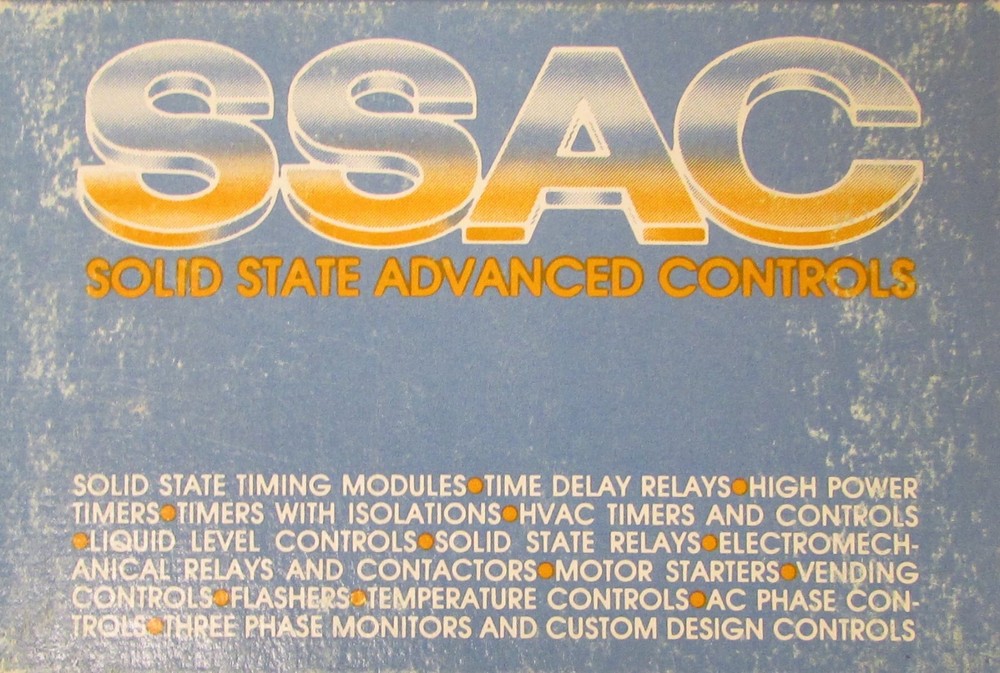 SSAC
SOLID STATE ADVANCED CONTROLS
SOLID STATE TIMING MODULES●TIME DELAY RELAYS●HIGH POWER
TIMERS●TIMERS WITH ISOLATIONS●HVAC TIMERS AND CONTROLS
●LIQUID LEVEL CONTROLS●SOLID STATE RELAYS●ELECTROMECH-
ANICAL RELAYS AND CONTACTORS●MOTOR STARTERS●VENDING
CONTROLS●FLASHERS●TEMPERATURE CONTROLS●AC PHASE CON-
TROLS●THREE PHASE MONITORS AND CUSTOM DESIGN CONTROLS